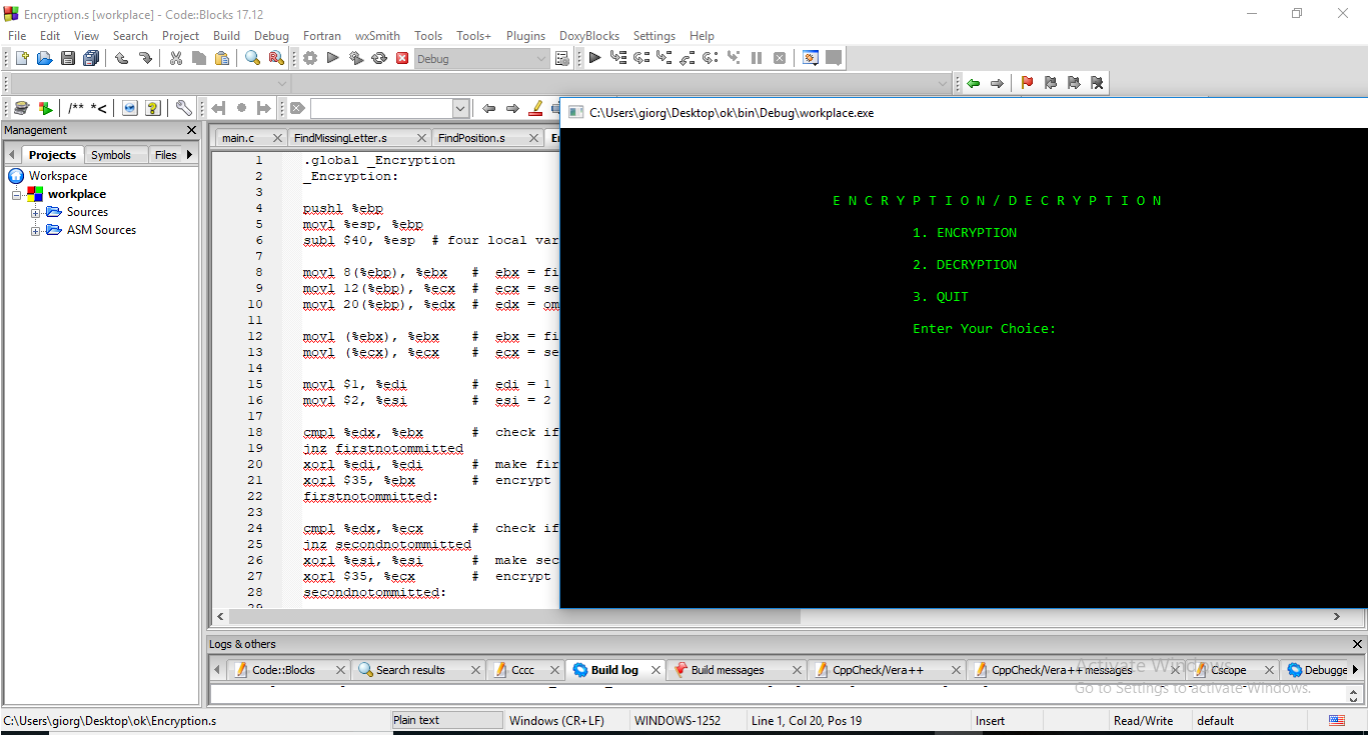 Encryption.s [workplace] - Code::Blocks 17.12
File Edit View Search Project Build Debug Fortran wxSmith Tools Tools+ Plugins DoxyBlocks Settings Help
Debug
/** *<
C:\Users\giorg\Desktop\ok\bin\Debug\workplace.exe
Management
main.c FindMissingLetter.s FindPosition.s
Projects Symbols Files
Workspace
workplace
Sources
ASM Sources
1 .global _Encryption
2 _Encryption:
3
4 pushl %ebp
5 movl %esp, %ebp
6 subl $40, %esp # four local var
7
8 movl 8(%ebp), %ebx # ebx = fi
9 movl 12(%ebp), %ecx # ecx = se
10 movl 20(%ebp), %edx # edx = om
11
12 movl (%ebx), %ebx # ebx = fi
13 movl (%ecx), %ecx # ecx = se
14
15 movl $1, %edi # edi = 1
16 movl $2, %esi # esi = 2
17
18 cmpl %edx, %ebx # check if
19 jnz firstnotommitted
20 xorl %edi, %edi # make fir
21 xorl $35, %ebx # encrypt
22 firstnotommitted:
23
24 cmpl %edx, %ecx # check if
25 jnz secondnotommitted
26 xorl %esi, %esi # make sec
27 xorl $35, %ecx # encrypt
28 secondnotommitted:
E N C R Y P T I O N / D E C R Y P T I O N
1. ENCRYPTION
2. DECRYPTION
3. QUIT
Enter Your Choice:
Logs & others
Code::Blocks Search results Cccc Build log Build messages CppCheck/Vera++ CppCheck/Vera++ messages Cscope Debugge
Activate Windows
Go to Settings to activate Windows.
C:\Users\giorg\Desktop\ok\Encryption.s Plain text Windows (CR+LF) WINDOWS-1252 Line 1, Col 20, Pos 19 Insert Read/Write default